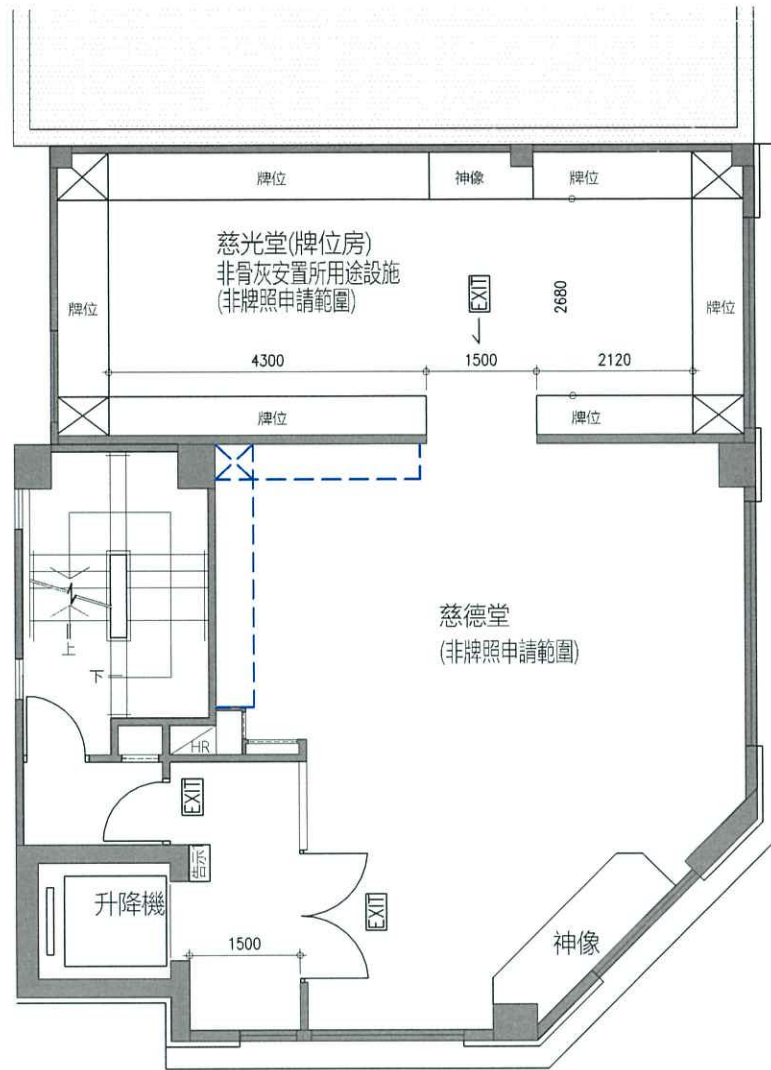 牌位
神像
牌位
慈光堂(牌位房)
非骨灰安置所用途設施
(非牌照申請範圍)
EXIT
2680
牌位
牌位
4300
1500
2120
牌位
牌位
慈德堂
(非牌照申請範圍)
上
下
HR
EXIT
告示
升降機
EXIT
1500
神像